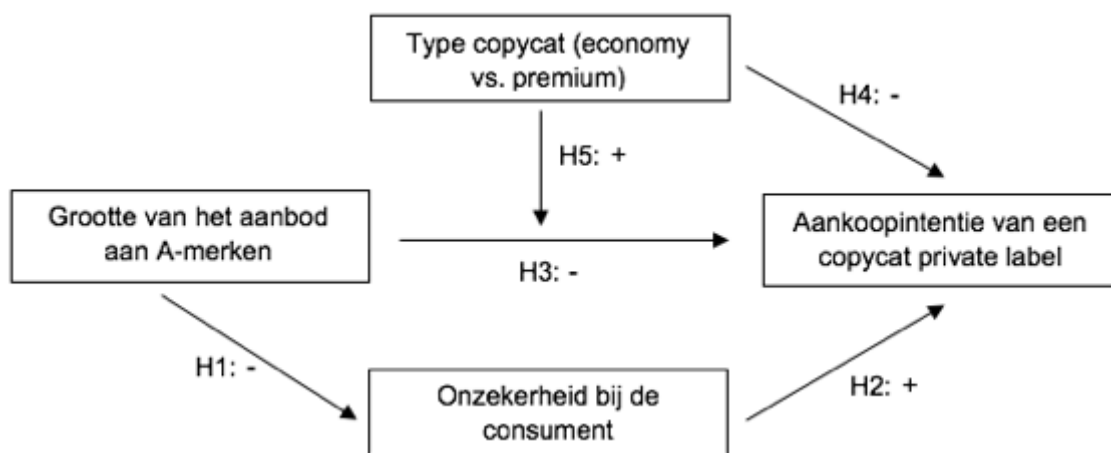 Type copycat (economy
vs. premium)
H4: -
H5: +
Grootte van het aanbod
aan A-merken
Aankoopintentie van een
copycat private label
H3: -
H1: -
H2: +
Onzekerheid bij de
consument